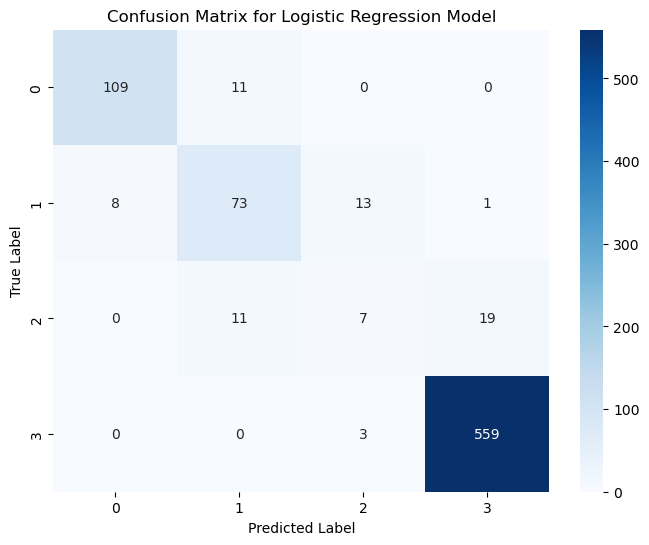 Confusion Matrix for Logistic Regression Model
True Label
0 109 11 0 0
1 8 73 13 1
2 0 11 7 19
3 0 0 3 559
0 1 2 3
Predicted Label
500
400
300
200
100
0